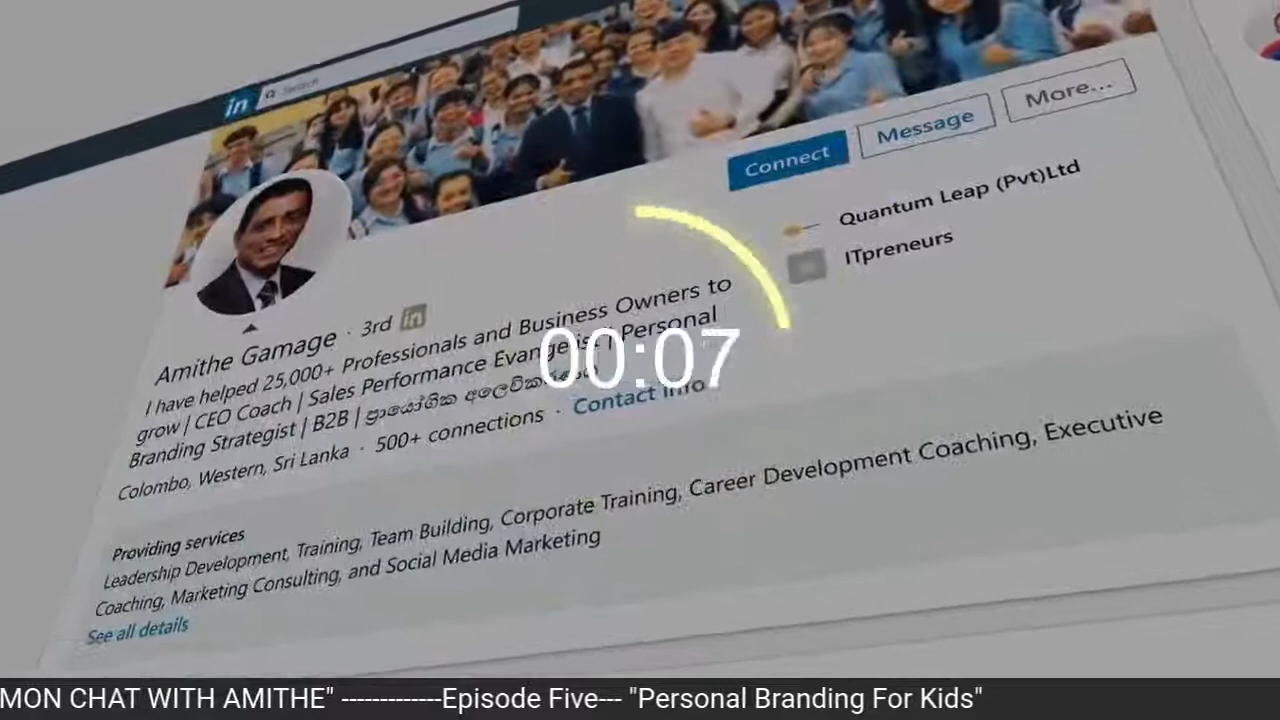 in Search
Connect
Message
More...
Quantum Leap (Pvt)Ltd
ITpreneurs
Amithe Gamage · 3rd in
I have helped 25,000+ Professionals and Business Owners to
grow | CEO Coach | Sales Performance Evangelist | Personal
Branding Strategist | B2B | ප්‍රායෝගික අලෙවිකරණය
Colombo, Western, Sri Lanka · 500+ connections · Contact info
00:07
Providing services
Leadership Development, Training, Team Building, Corporate Training, Career Development Coaching, Executive
Coaching, Marketing Consulting, and Social Media Marketing
See all details
MON CHAT WITH AMITHE" -------------Episode Five--- "Personal Branding For Kids"